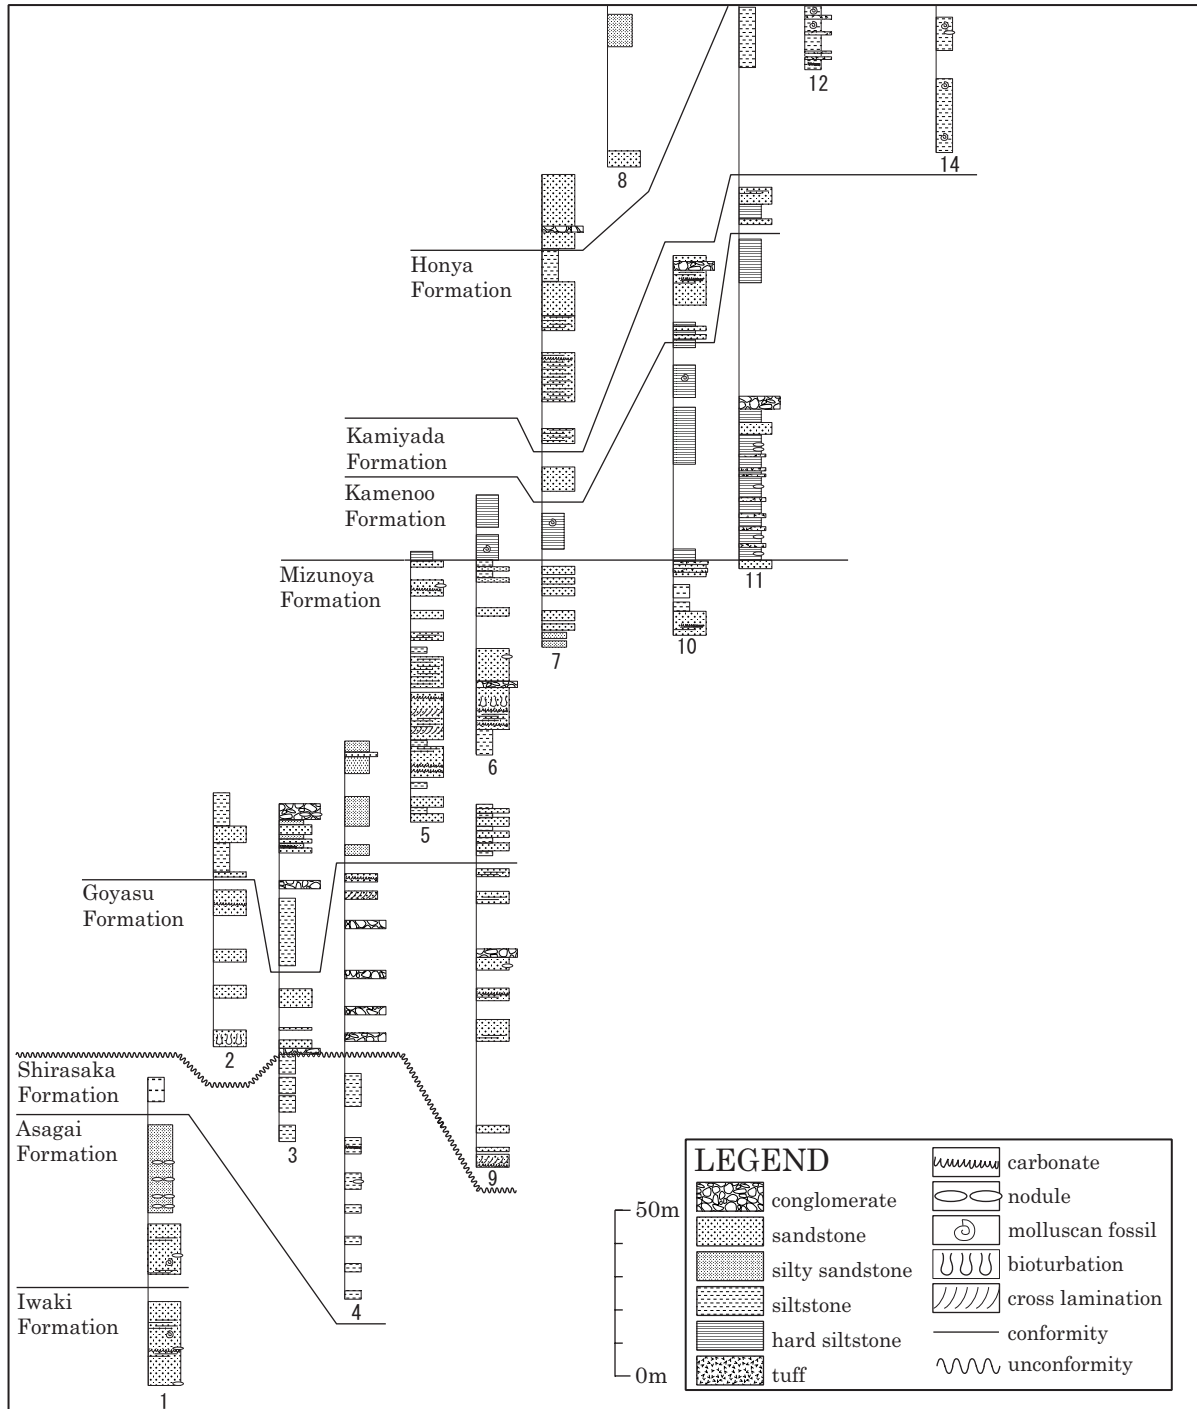 12
8
14
Honya
Formation
Kamiyada
Formation
Kamenoo
Formation
11
Mizunoya
Formation
10
7
6
5
Goyasu
Formation
2
Shirasaka
Formation
Asagai
Formation
3
9
4
Iwaki
Formation
1
50m
0m
LEGEND
conglomerate
sandstone
silty sandstone
siltstone
hard siltstone
tuff
carbonate
nodule
molluscan fossil
bioturbation
cross lamination
conformity
unconformity